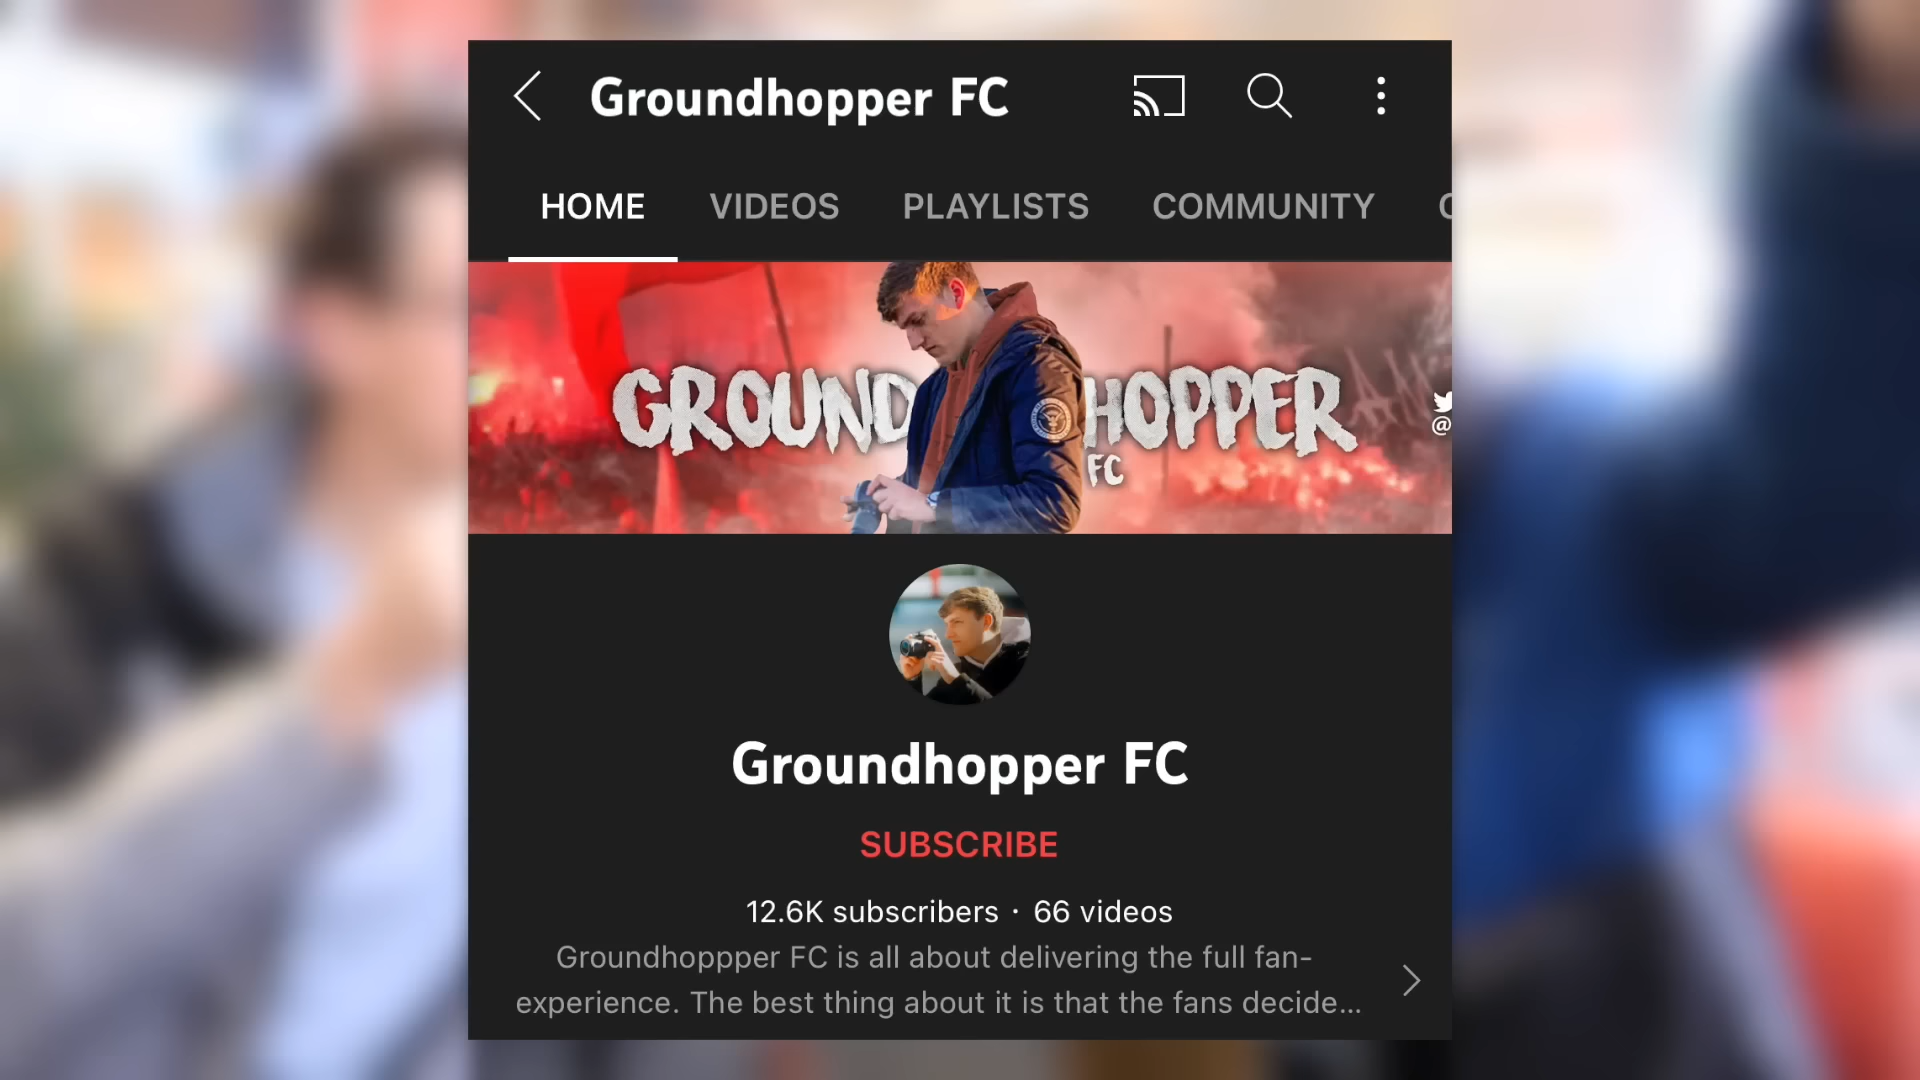 Groundhopper FC
HOME VIDEOS PLAYLISTS COMMUNITY
GROUNDHOPPER
FC
@
Groundhopper FC
SUBSCRIBE
12.6K subscribers · 66 videos
Groundhoppper FC is all about delivering the full fan-
experience. The best thing about it is that the fans decide...